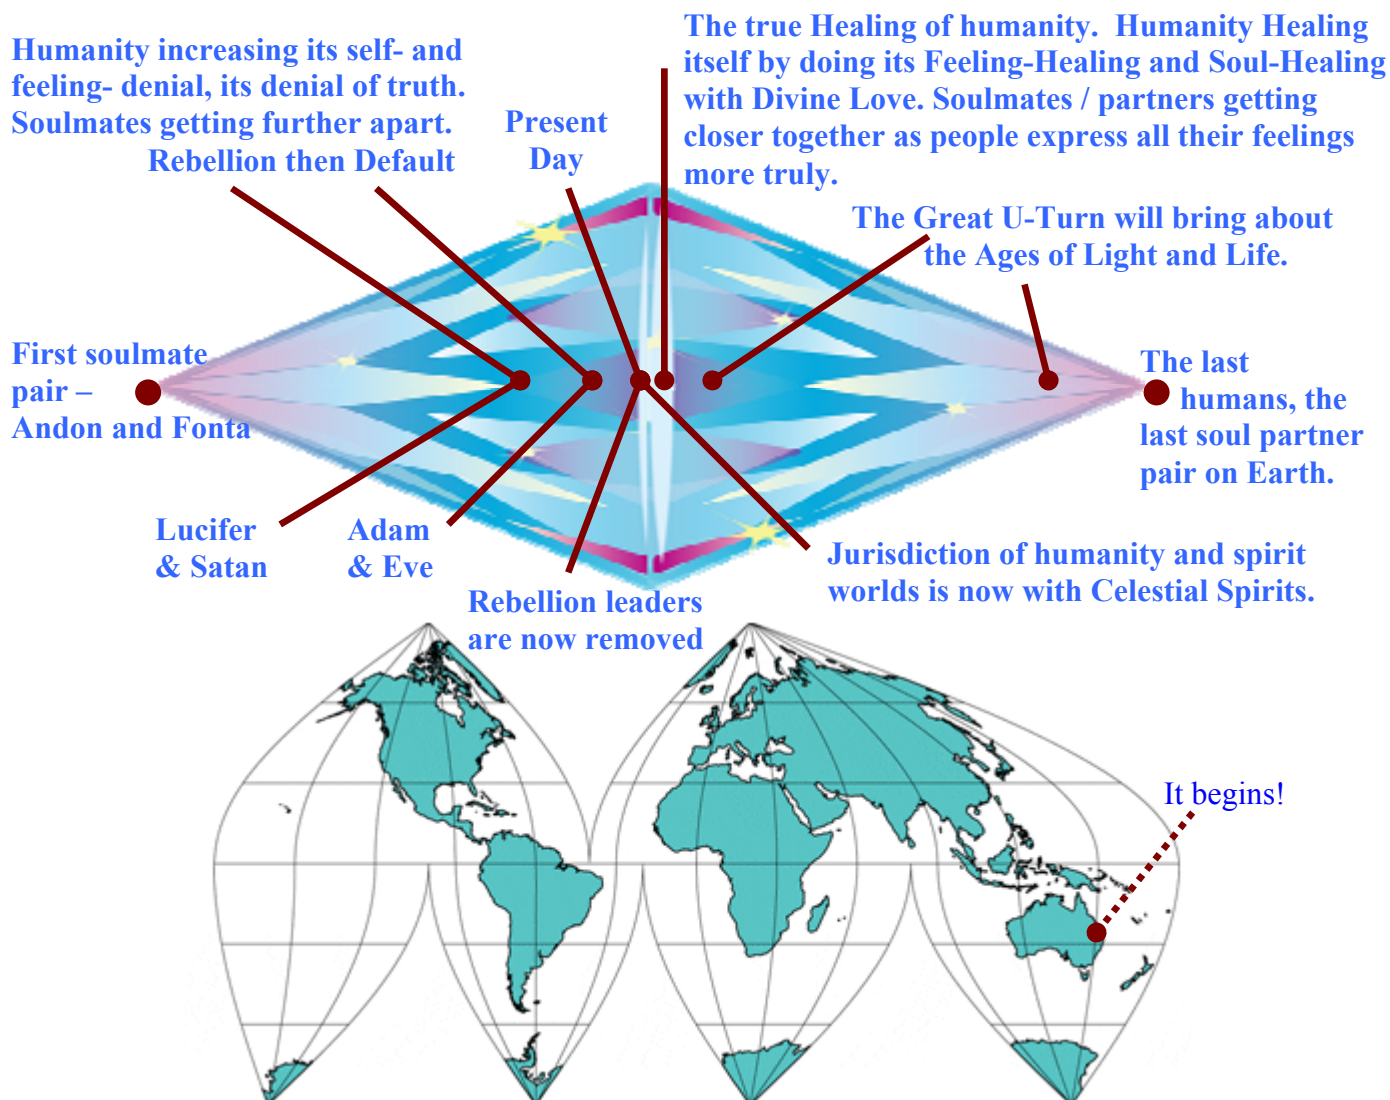 Humanity increasing its self- and
feeling- denial, its denial of truth.
Soulmates getting further apart.
Rebellion then Default
Present
Day
The true Healing of humanity.  Humanity Healing
itself by doing its Feeling-Healing and Soul-Healing
with Divine Love. Soulmates / partners getting
closer together as people express all their feelings
more truly.
The Great U-Turn will bring about
the Ages of Light and Life.
First soulmate
pair –
Andon and Fonta
The last
humans, the
last soul partner
pair on Earth.
Lucifer
& Satan
Adam
& Eve
Rebellion leaders
are now removed
Jurisdiction of humanity and spirit
worlds is now with Celestial Spirits.
It begins!